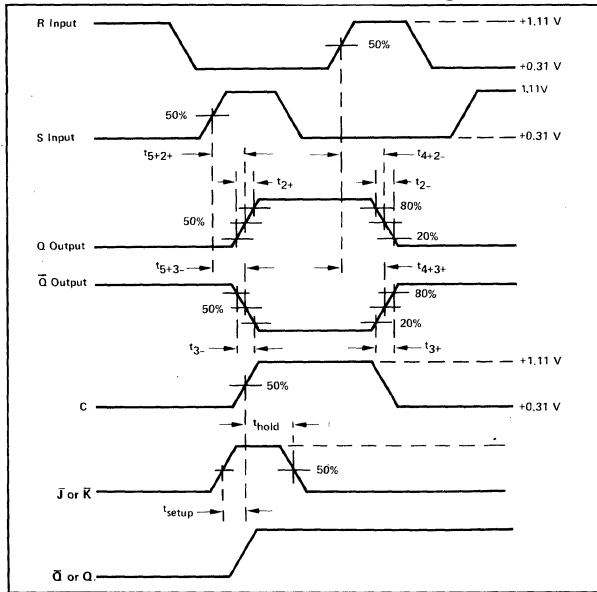 R Input
+1.11 V
50%
+0.31 V
1.11V
50%
S Input
+0.31 V
t5+2+
t4+2-
t2+
t2-
80%
50%
Q Output
20%
t5+3-
t4+3+
Q̅ Output
80%
50%
20%
t3-
t3+
+1.11 V
50%
C
+0.31 V
thold
50%
J̅ or K̅
tsetup
Q̅ or Q.